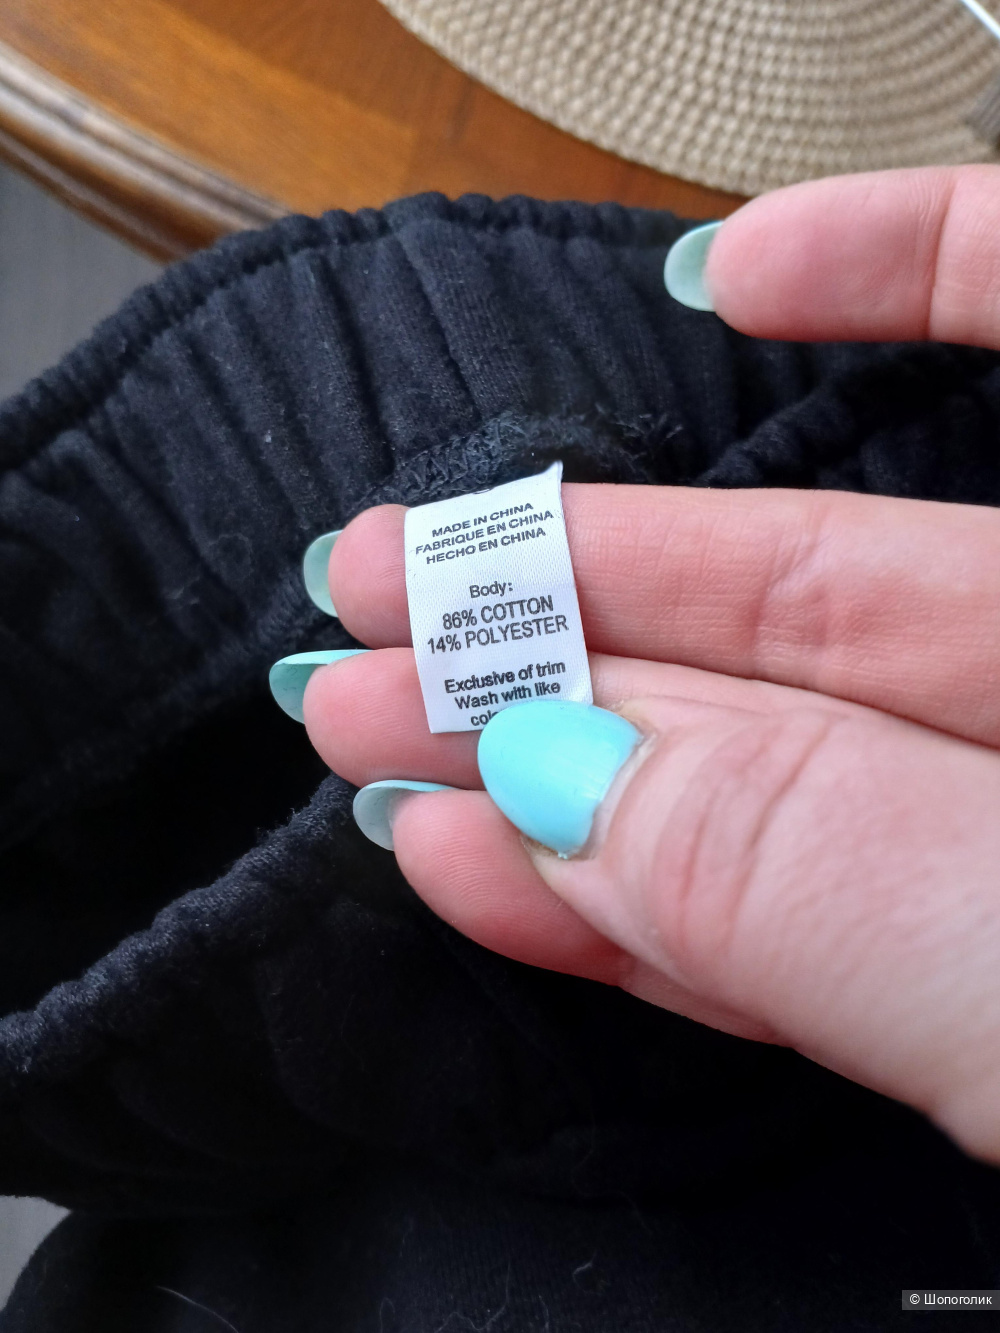 MADE IN CHINA
FABRIQUE EN CHINA
HECHO EN CHINA
Body:
86% COTTON
14% POLYESTER
Exclusive of trim
Wash with like
© Шопоголик